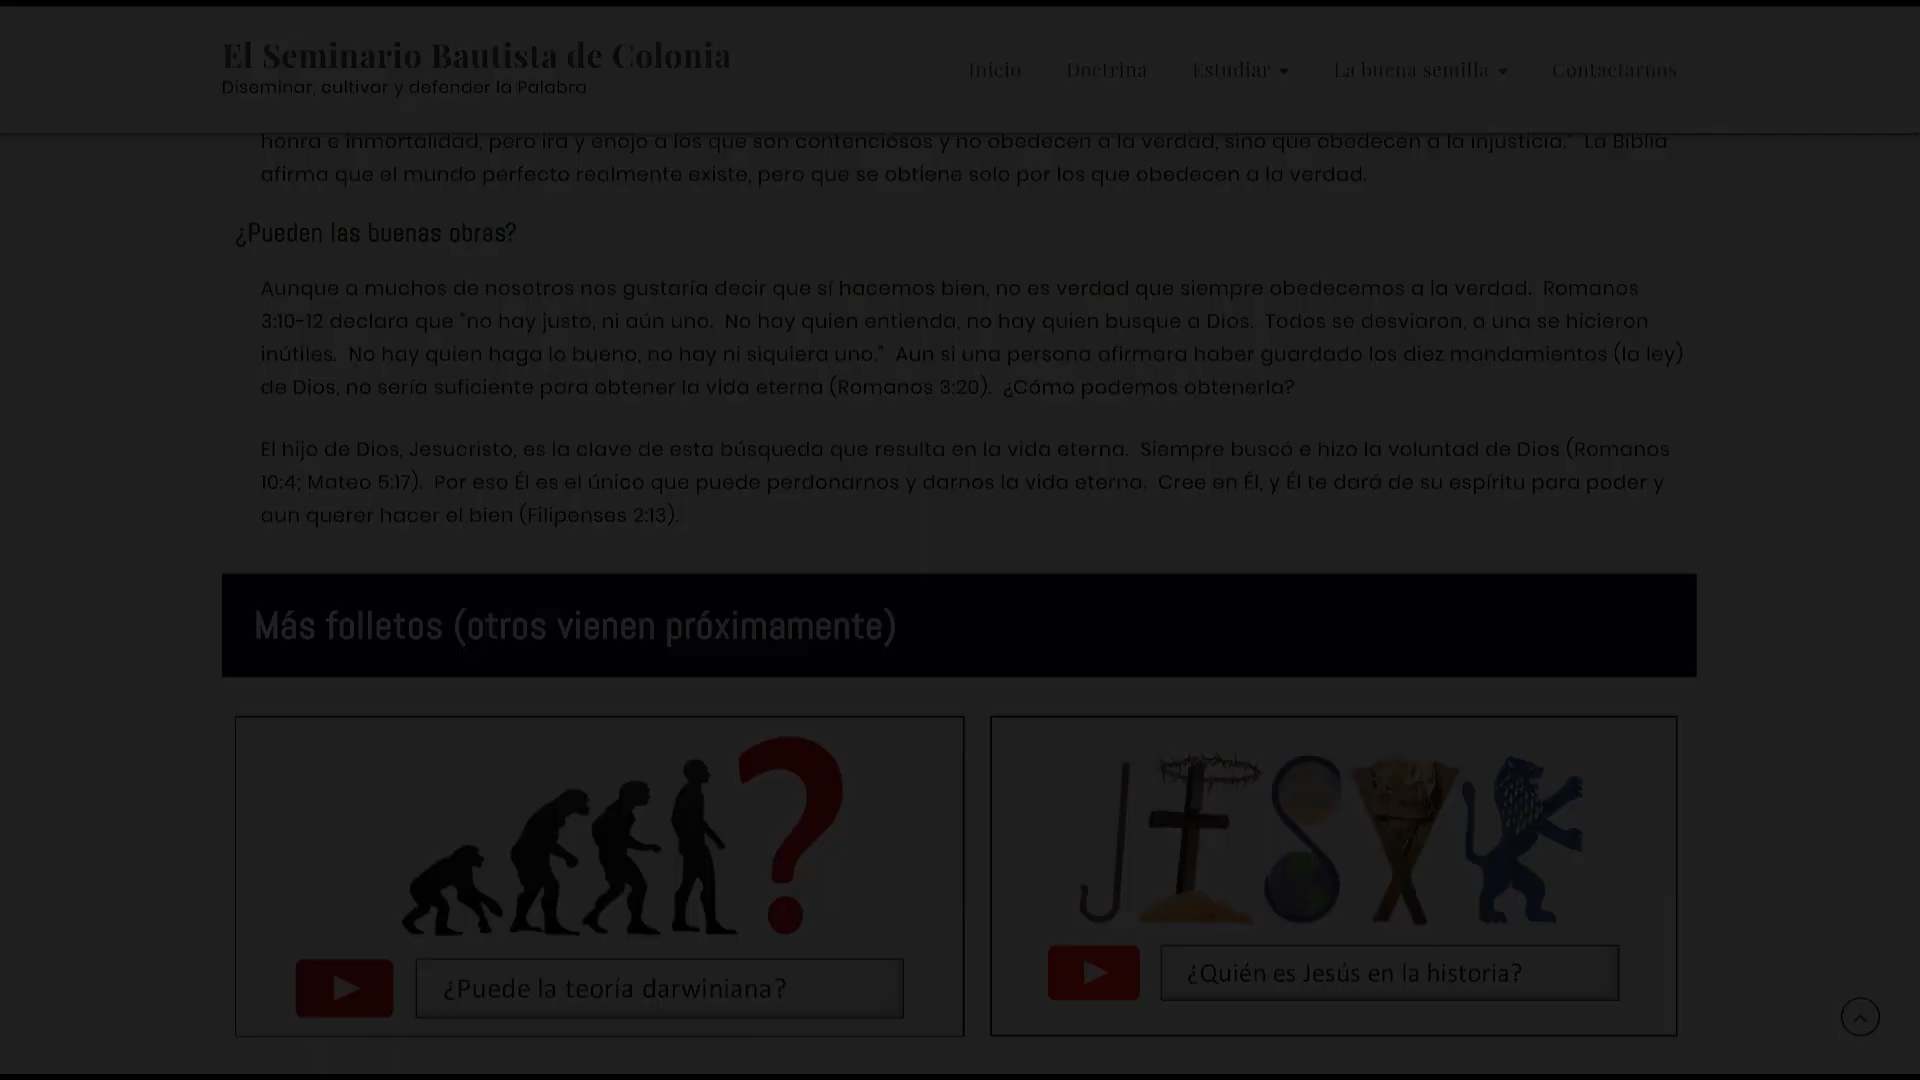 El Seminario Bautista de Colonia
Diseminar, cultivar y defender la Palabra
Inicio
Doctrina
Estudiar
La buena semilla
Contactarnos
honra e inmortalidad, pero ira y enojo a los que son contenciosos y no obedecen a la verdad, sino que obedecen a la injusticia." La Biblia
afirma que el mundo perfecto realmente existe, pero que se obtiene solo por los que obedecen a la verdad.
¿Pueden las buenas obras?
Aunque a muchos de nosotros nos gustaría decir que sí hacemos bien, no es verdad que siempre obedecemos a la verdad. Romanos
3:10-12 declara que "no hay justo, ni aún uno. No hay quien entienda, no hay quien busque a Dios. Todos se desviaron, a una se hicieron
inútiles. No hay quien haga lo bueno, no hay ni siquiera uno." Aun si una persona afirmara haber guardado los diez mandamientos (la ley)
de Dios, no sería suficiente para obtener la vida eterna (Romanos 3:20). ¿Cómo podemos obtenerla?
El hijo de Dios, Jesucristo, es la clave de esta búsqueda que resulta en la vida eterna. Siempre buscó e hizo la voluntad de Dios (Romanos
10:4; Mateo 5:17). Por eso Él es el único que puede perdonarnos y darnos la vida eterna. Cree en Él, y Él te dará de su espíritu para poder y
aun querer hacer el bien (Filipenses 2:13).
Más folletos (otros vienen próximamente)
?
JESUS
¿Puede la teoría darwiniana?
¿Quién es Jesús en la historia?